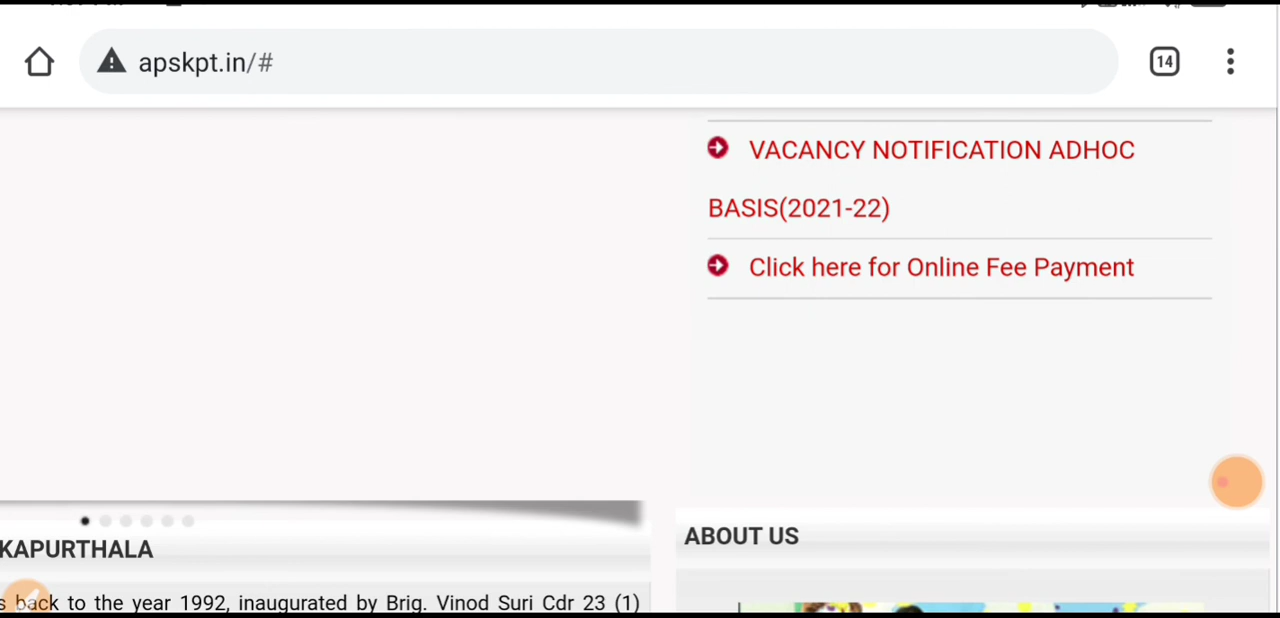 apskpt.in/#
14
VACANCY NOTIFICATION ADHOC
BASIS(2021-22)
Click here for Online Fee Payment
KAPURTHALA
ABOUT US
s back to the year 1992, inaugurated by Brig. Vinod Suri Cdr 23 (1)